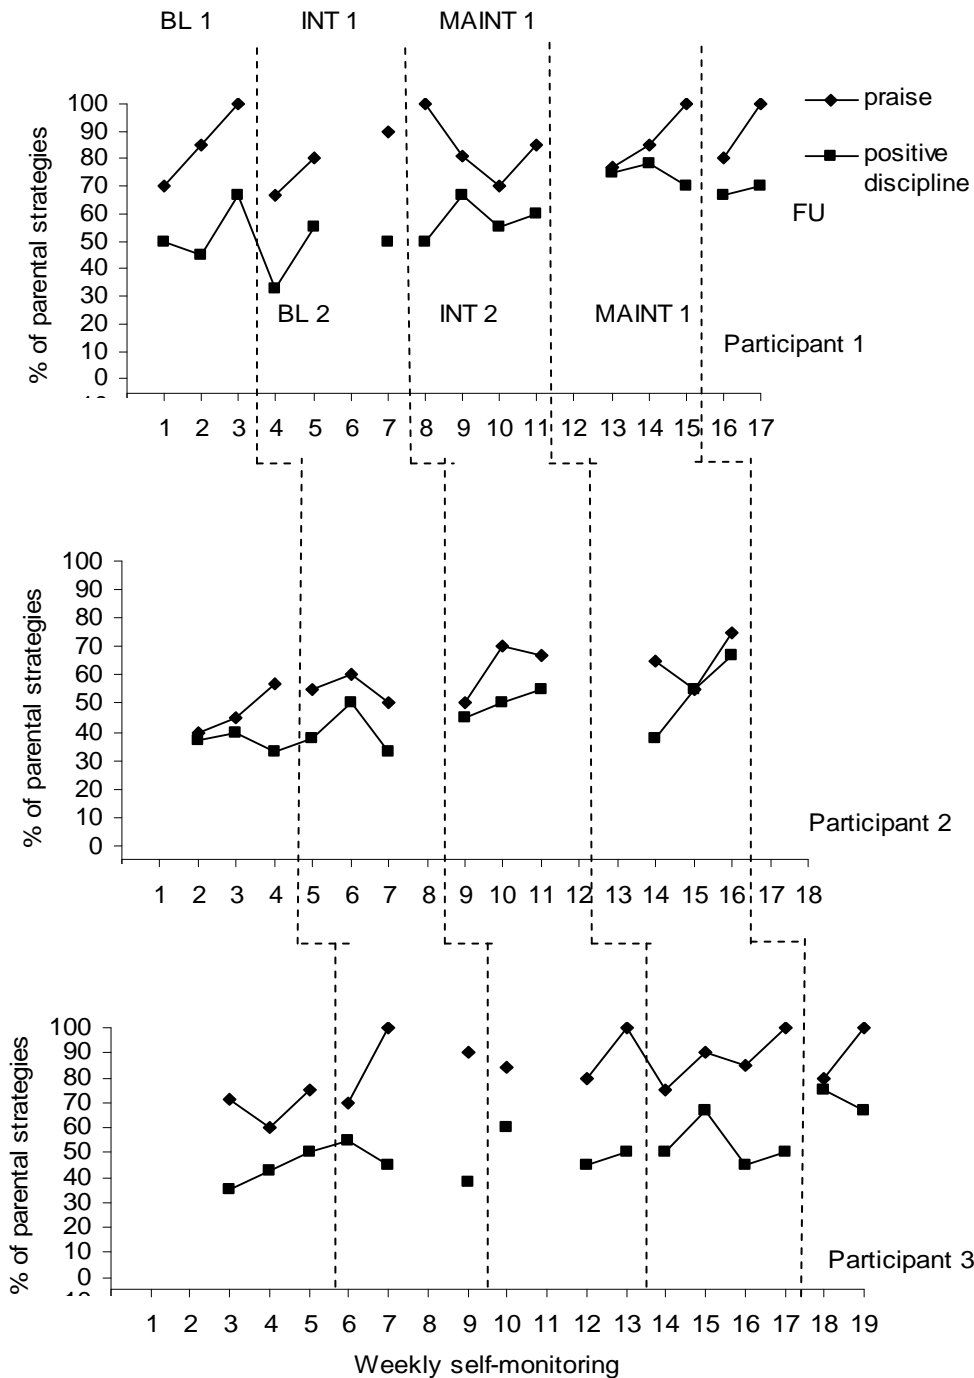 BL 1 INT 1 MAINT 1
praise
positive
discipline
FU
% of parental strategies
100
90
80
70
60
50
40
30
20
10
0
BL 2 INT 2 MAINT 1
Participant 1
1 2 3 4 5 6 7 8 9 10 11 12 13 14 15 16 17
% of parental strategies
100
90
80
70
60
50
40
30
20
10
0
Participant 2
1 2 3 4 5 6 7 8 9 10 11 12 13 14 15 16 17 18
% of parental strategies
100
90
80
70
60
50
40
30
20
10
0
Participant 3
1 2 3 4 5 6 7 8 9 10 11 12 13 14 15 16 17 18 19
Weekly self-monitoring